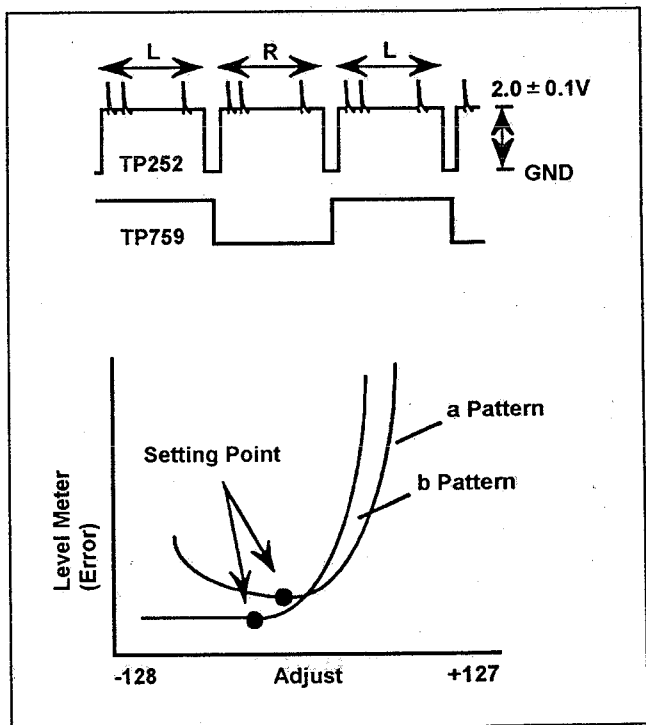 L R L
2.0 ± 0.1V
TP252
GND
TP759
a Pattern
Setting Point
b Pattern
Level Meter
(Error)
-128 Adjust +127